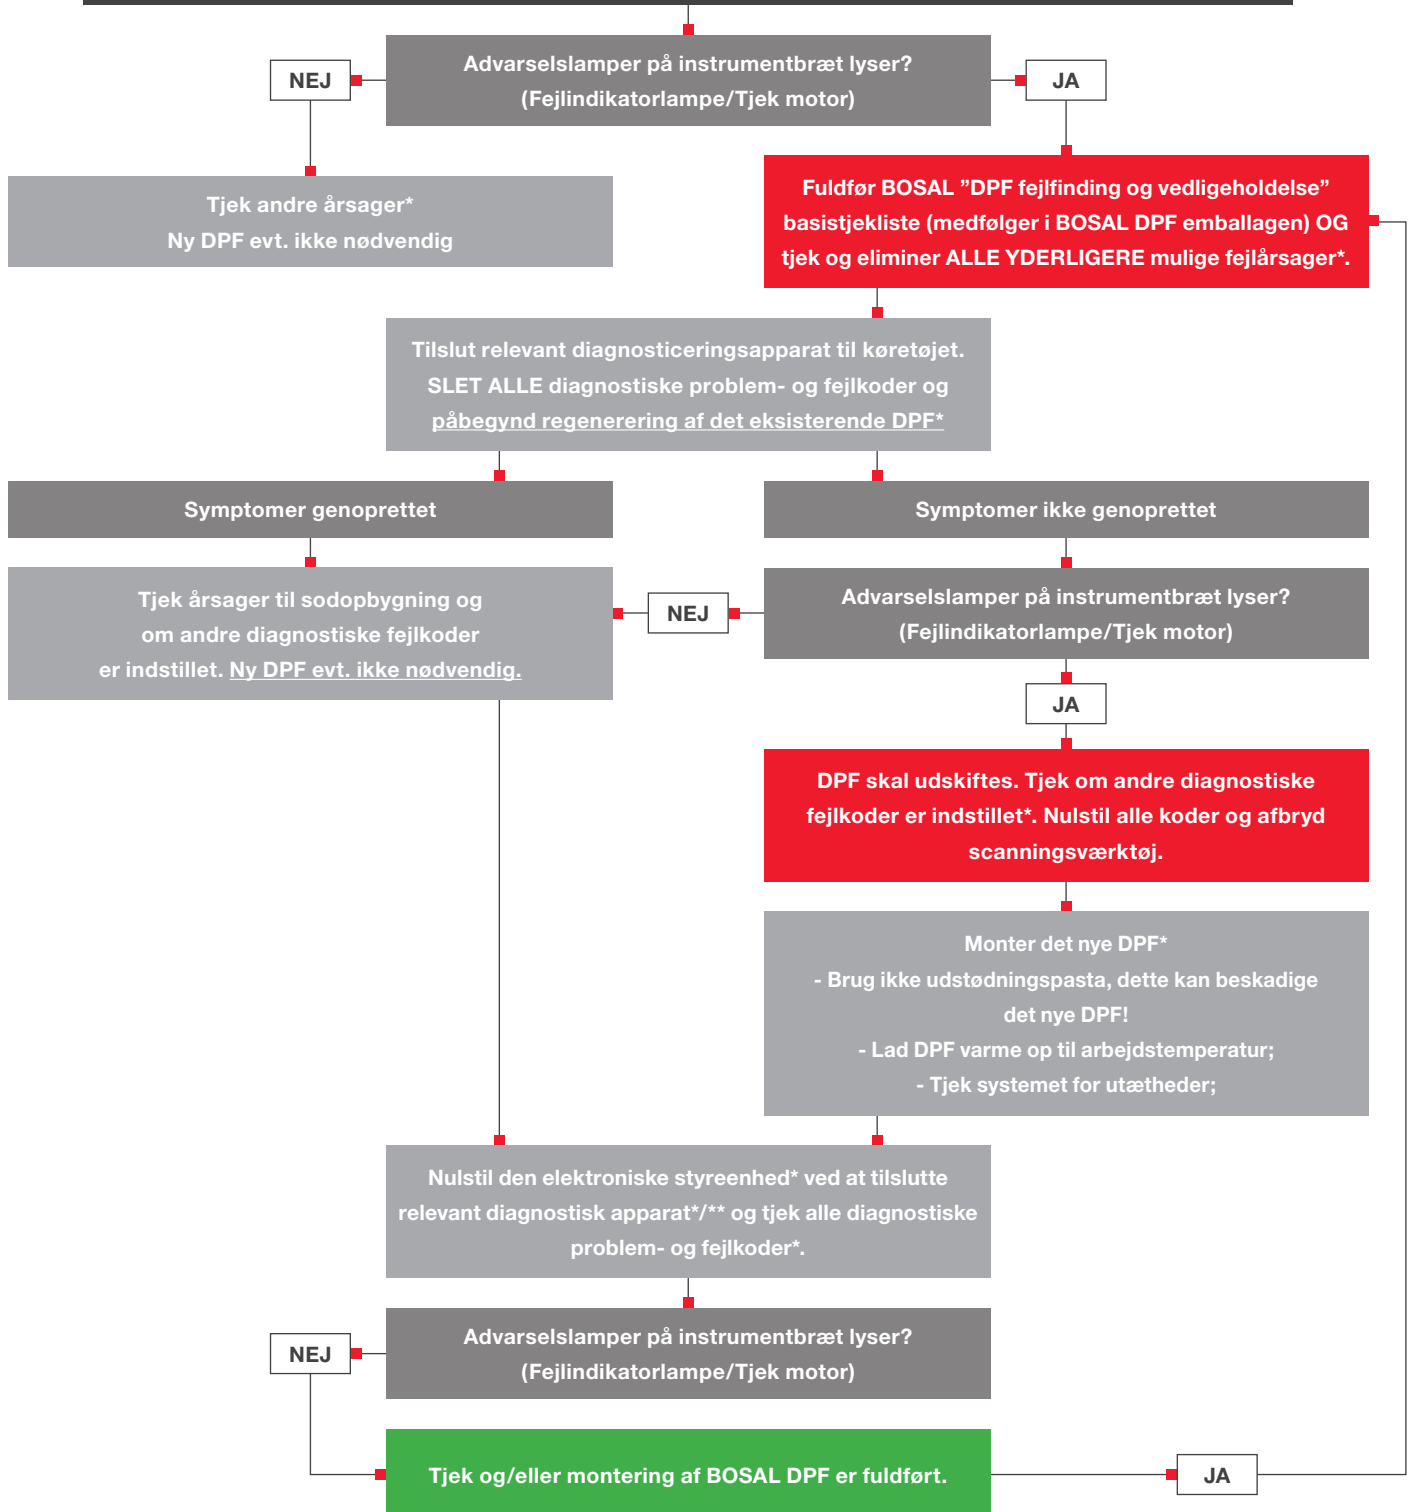 Advarselslamper på instrumentbræt lyser?
(Fejlindikatorlampe/Tjek motor)
NEJ
JA
Tjek andre årsager*
Ny DPF evt. ikke nødvendig
Fuldfør BOSAL ”DPF fejlfinding og vedligeholdelse”
basistjekliste (medfølger i BOSAL DPF emballagen) OG
tjek og eliminer ALLE YDERLIGERE mulige fejlårsager*.
Tilslut relevant diagnosticeringsapparat til køretøjet.
SLET ALLE diagnostiske problem- og fejlkoder og
påbegynd regenerering af det eksisterende DPF*
Symptomer genoprettet
Symptomer ikke genoprettet
Tjek årsager til sodopbygning og
om andre diagnostiske fejlkoder
er indstillet. Ny DPF evt. ikke nødvendig.
NEJ
Advarselslamper på instrumentbræt lyser?
(Fejlindikatorlampe/Tjek motor)
JA
DPF skal udskiftes. Tjek om andre diagnostiske
fejlkoder er indstillet*. Nulstil alle koder og afbryd
scanningsværktøj.
Monter det nye DPF*
- Brug ikke udstødningspasta, dette kan beskadige
det nye DPF!
- Lad DPF varme op til arbejdstemperatur;
- Tjek systemet for utætheder;
Nulstil den elektroniske styreenhed* ved at tilslutte
relevant diagnostisk apparat*/** og tjek alle diagnostiske
problem- og fejlkoder*.
Advarselslamper på instrumentbræt lyser?
(Fejlindikatorlampe/Tjek motor)
NEJ
Tjek og/eller montering af BOSAL DPF er fuldført.
JA